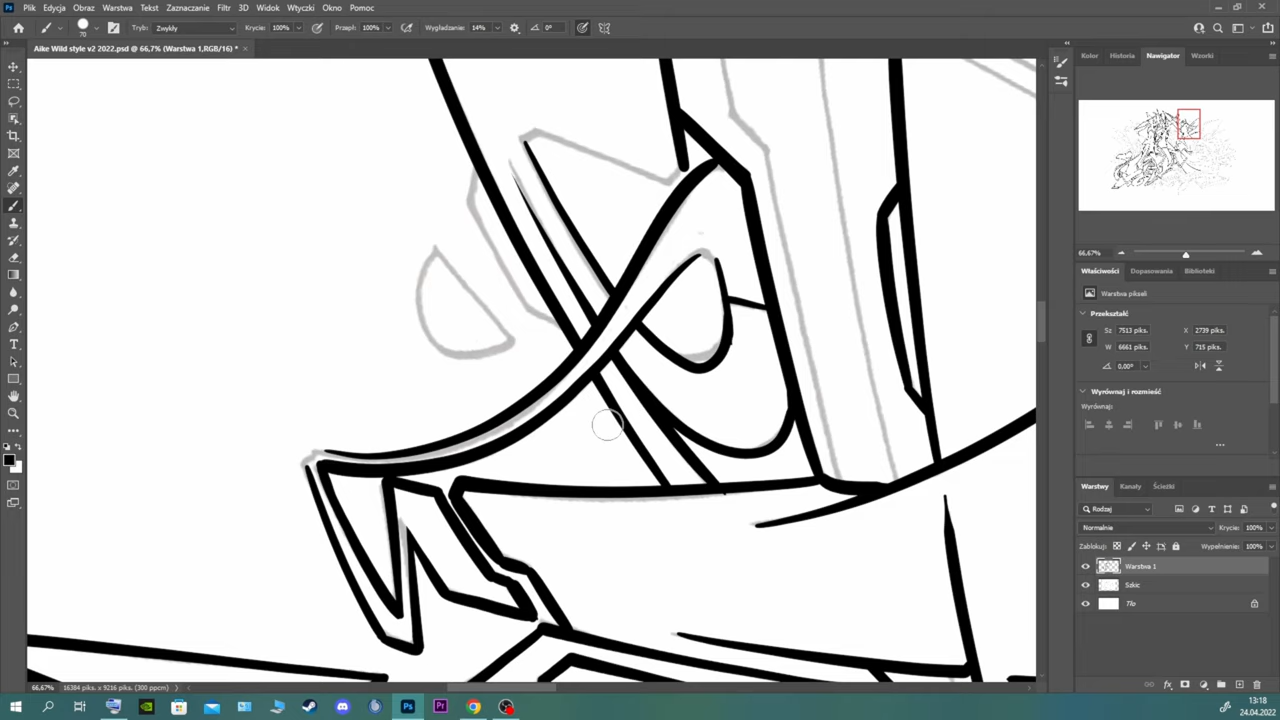 Plik Edycja Obraz Warstwa Tekst Zaznaczanie Filtr 3D Widok Wtyczki Okno Pomoc
70 Tryb: Zwykły Krycie: 100% Przepł: 100% Wygładzanie: 14% 0°
Aike Wild style v2 2022.psd @ 66,7% (Warstwa 1,RGB/16) *
Kolor Historia Nawigator Wzorki
66,67%
Właściwości Dopasowania Biblioteki
Warstwa pikseli
Przekształć
Sz 7513 piks. X 2739 piks.
W 6661 piks. Y 715 piks.
0,00°
Wyrównaj i rozmieść
Wyrównaj:
Warstwy Kanały Ścieżki
Rodzaj
Normalnie Krycie: 100%
Zablokuj: Wypełnienie: 100%
Warstwa 1
Szkic
Tło
66,67% 16384 piks. x 9216 piks. (300 ppcm)
13:18
24.04.2022